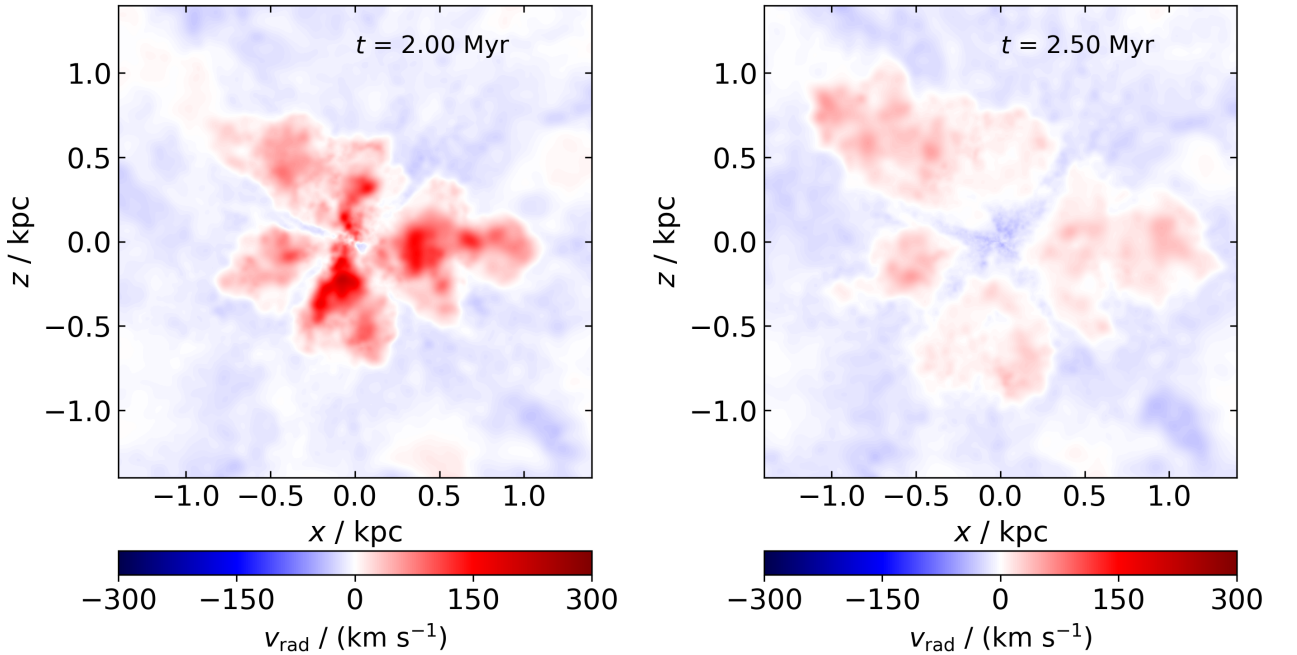 t = 2.00 Myr
1.0
0.5
0.0
−0.5
−1.0
z / kpc
−1.0 −0.5 0.0 0.5 1.0
x / kpc
−300 −150 0 150 300
v_rad / (km s⁻¹)
t = 2.50 Myr
1.0
0.5
0.0
−0.5
−1.0
z / kpc
−1.0 −0.5 0.0 0.5 1.0
x / kpc
−300 −150 0 150 300
v_rad / (km s⁻¹)